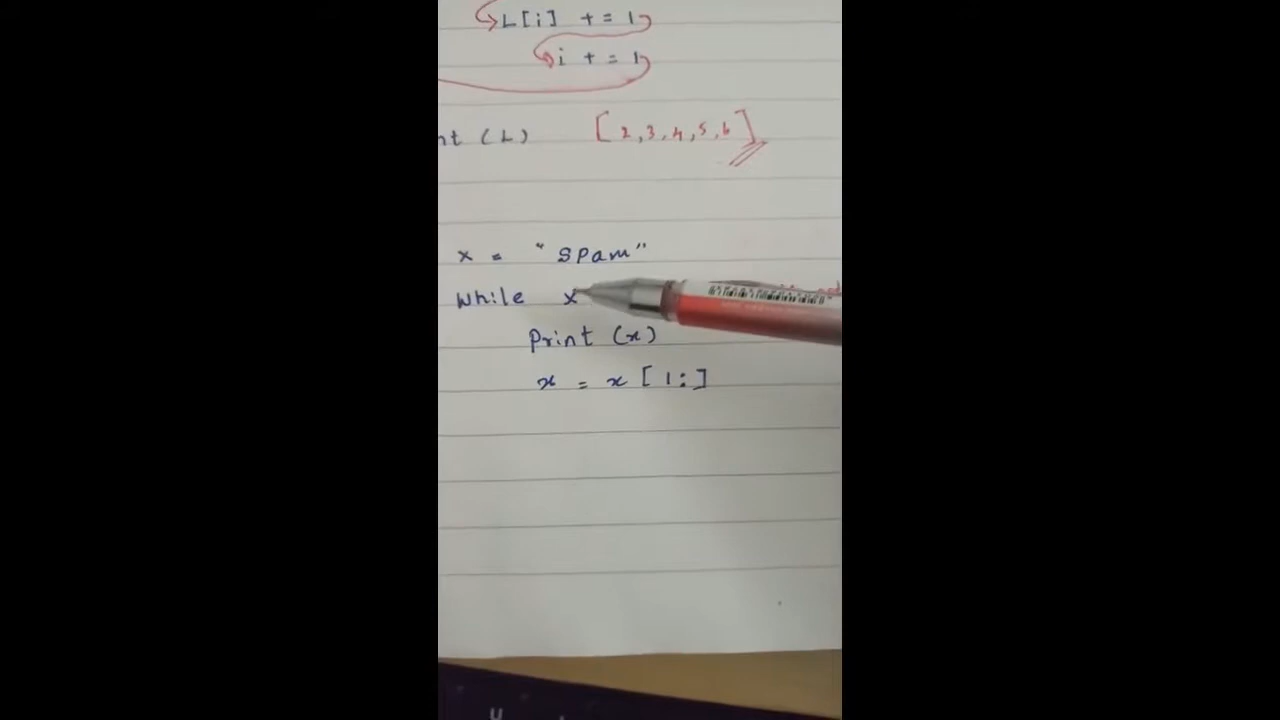 L[i] += 1
i += 1
nt (L) [2,3,4,5,6]
x = "spam"
while x
print (x)
x = x [1:]